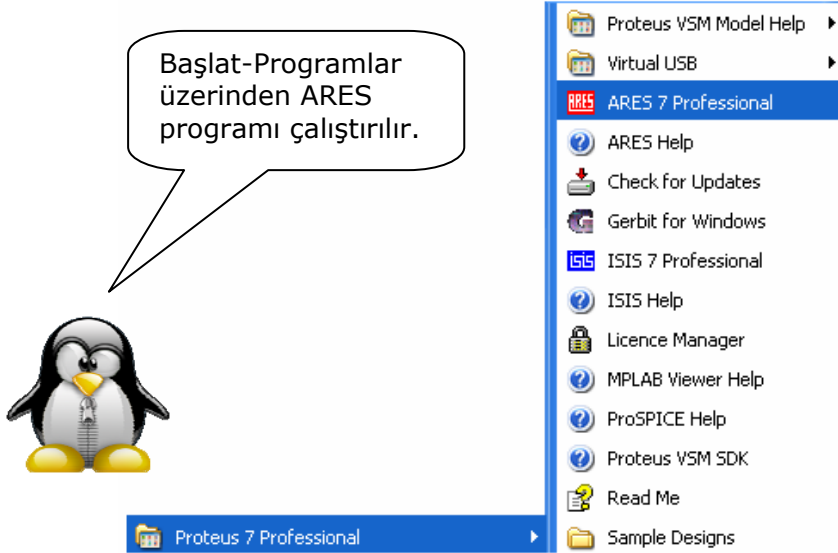 Başlat-Programlar
üzerinden ARES
programı çalıştırılır.
Proteus VSM Model Help
Virtual USB
ARES
ARES 7 Professional
ARES Help
Check for Updates
Gerbit for Windows
isis
ISIS 7 Professional
ISIS Help
Licence Manager
MPLAB Viewer Help
ProSPICE Help
Proteus VSM SDK
Read Me
Sample Designs
Proteus 7 Professional